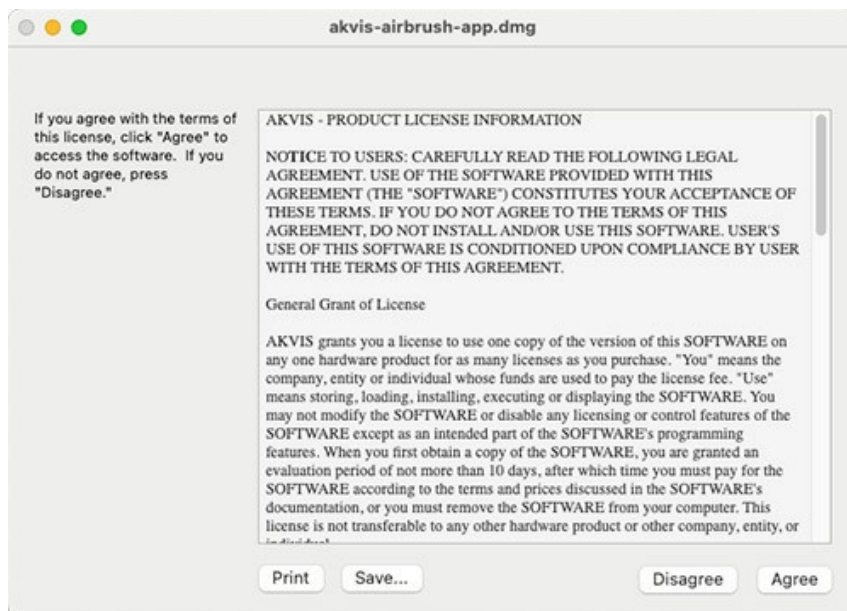 akvis-airbrush-app.dmg
If you agree with the terms of
this license, click "Agree" to
access the software.  If you
do not agree, press
"Disagree."
AKVIS - PRODUCT LICENSE INFORMATION
NOTICE TO USERS: CAREFULLY READ THE FOLLOWING LEGAL
AGREEMENT. USE OF THE SOFTWARE PROVIDED WITH THIS
AGREEMENT (THE "SOFTWARE") CONSTITUTES YOUR ACCEPTANCE OF
THESE TERMS. IF YOU DO NOT AGREE TO THE TERMS OF THIS
AGREEMENT, DO NOT INSTALL AND/OR USE THIS SOFTWARE. USER'S
USE OF THIS SOFTWARE IS CONDITIONED UPON COMPLIANCE BY USER
WITH THE TERMS OF THIS AGREEMENT.
General Grant of License
AKVIS grants you a license to use one copy of the version of this SOFTWARE on
any one hardware product for as many licenses as you purchase. "You" means the
company, entity or individual whose funds are used to pay the license fee. "Use"
means storing, loading, installing, executing or displaying the SOFTWARE. You
may not modify the SOFTWARE or disable any licensing or control features of the
SOFTWARE except as an intended part of the SOFTWARE's programming
features. When you first obtain a copy of the SOFTWARE, you are granted an
evaluation period of not more than 10 days, after which time you must pay for the
SOFTWARE according to the terms and prices discussed in the SOFTWARE's
documentation, or you must remove the SOFTWARE from your computer. This
license is not transferable to any other hardware product or other company, entity, or
Print
Save...
Disagree
Agree